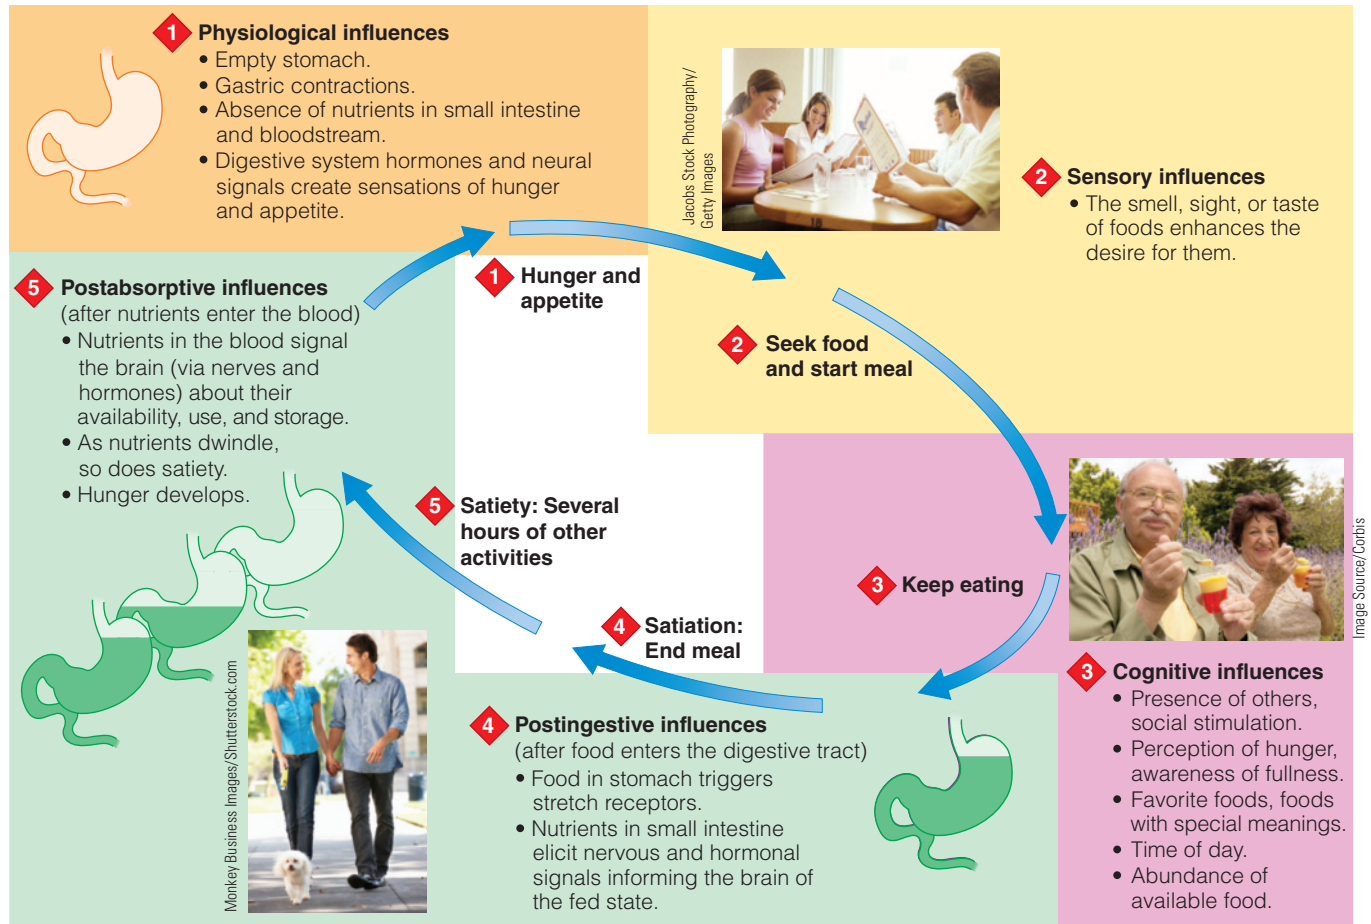 1 Physiological influences
• Empty stomach.
• Gastric contractions.
• Absence of nutrients in small intestine
and bloodstream.
• Digestive system hormones and neural
signals create sensations of hunger
and appetite.
Jacobs Stock Photography/
Getty Images
2 Sensory influences
• The smell, sight, or taste
of foods enhances the
desire for them.
1 Hunger and
appetite
2 Seek food
and start meal
3 Keep eating
Image Source/Corbis
3 Cognitive influences
• Presence of others,
social stimulation.
• Perception of hunger,
awareness of fullness.
• Favorite foods, foods
with special meanings.
• Time of day.
• Abundance of
available food.
4 Satiation:
End meal
4 Postingestive influences
(after food enters the digestive tract)
• Food in stomach triggers
stretch receptors.
• Nutrients in small intestine
elicit nervous and hormonal
signals informing the brain of
the fed state.
5 Satiety: Several
hours of other
activities
5 Postabsorptive influences
(after nutrients enter the blood)
• Nutrients in the blood signal
the brain (via nerves and
hormones) about their
availability, use, and storage.
• As nutrients dwindle,
so does satiety.
• Hunger develops.
Monkey Business Images/Shutterstock.com